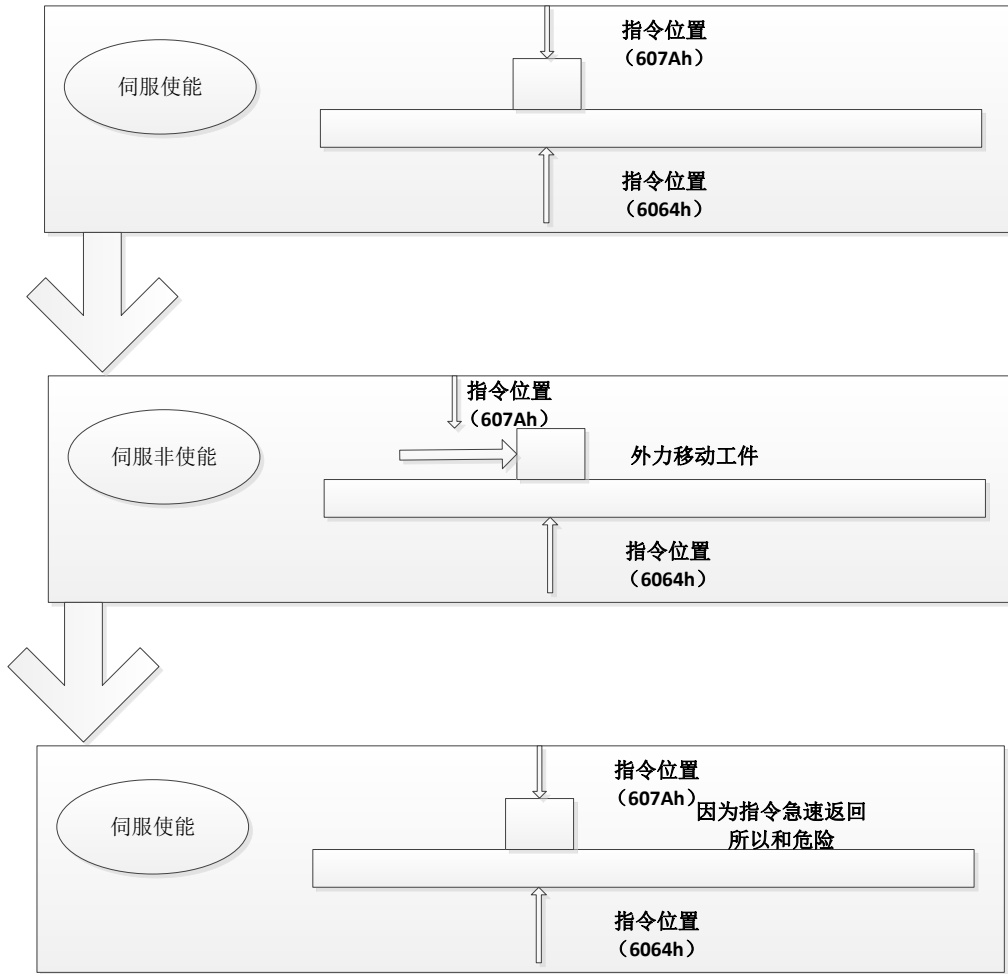 指令位置
（607Ah）
伺服使能
指令位置
（6064h）
指令位置
（607Ah）
伺服非使能
外力移动工件
指令位置
（6064h）
指令位置
（607Ah）
因为指令急速返回
所以和危险
伺服使能
指令位置
（6064h）